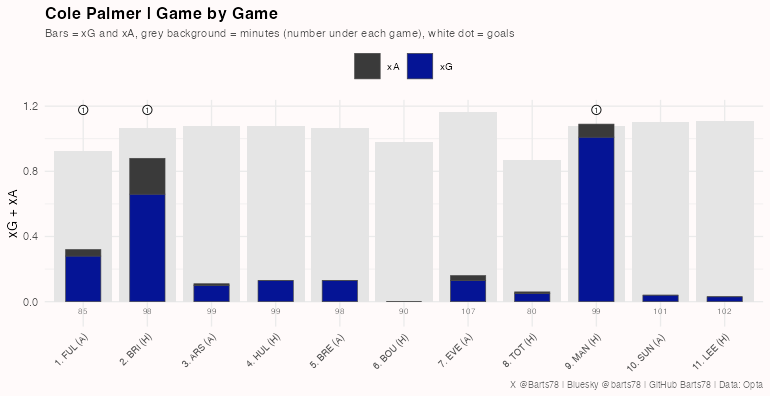 Cole Palmer | Game by Game
Bars = xG and xA, grey background = minutes (number under each game), white dot = goals
xA xG
xG + xA
1.2
0.8
0.4
0.0
1 1 1
85 98 99 99 98 90 107 80 99 101 102
1. FUL (A) 2. BRI (H) 3. ARS (A) 4. HUL (H) 5. BRE (A) 6. BOU (H) 7. EVE (A) 8. TOT (H) 9. MAN (H) 10. SUN (A) 11. LEE (H)
X @Barts78 | Bluesky @barts78 | GitHub Barts78 | Data: Opta